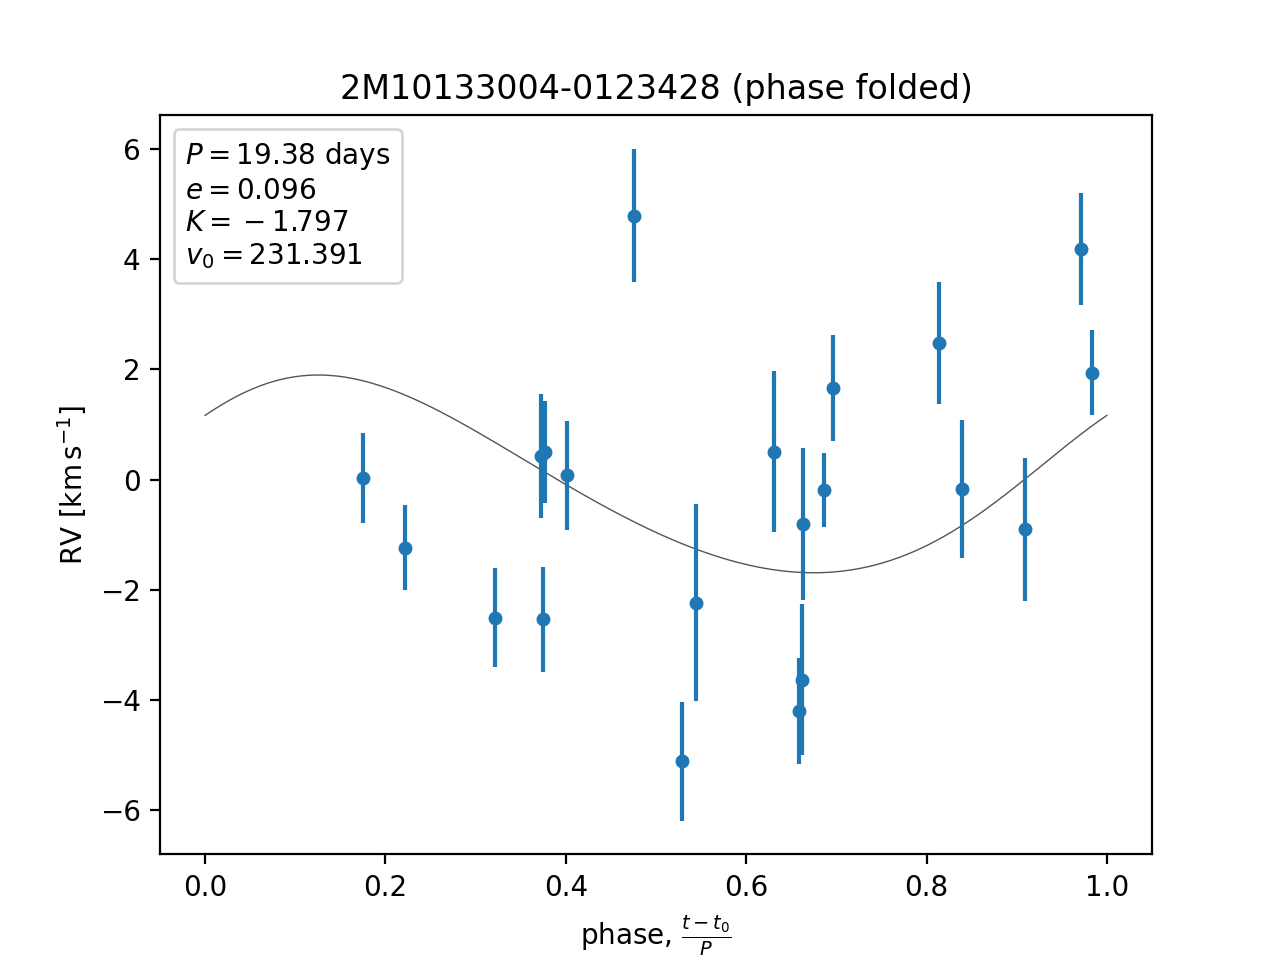 2M10133004-0123428 (phase folded)
P = 19.38 days
e = 0.096
K = −1.797
v₀ = 231.391
6
4
2
0
−2
−4
−6
RV [km s⁻¹]
0.0 0.2 0.4 0.6 0.8 1.0
phase, (t − t₀)/P